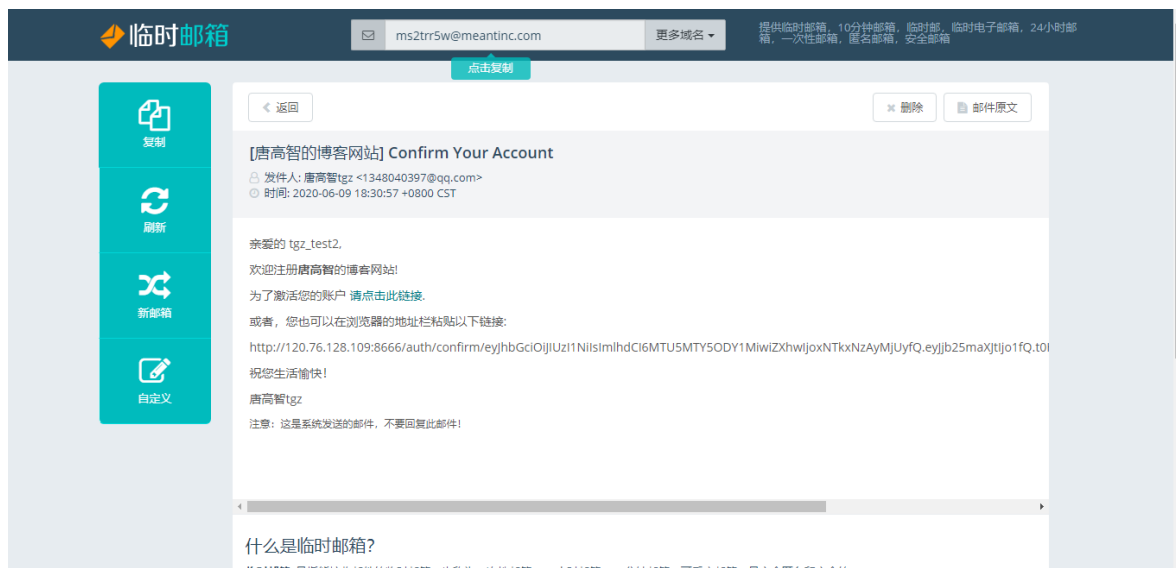 临时邮箱
ms2trr5w@meantinc.com
更多域名
提供临时邮箱，10分钟邮箱，临时邮，临时电子邮箱，24小时邮
箱，一次性邮箱，匿名邮箱，安全邮箱
点击复制
复制
刷新
新邮箱
自定义
返回
删除
邮件原文
[唐高智的博客网站] Confirm Your Account
发件人: 唐高智tgz <1348040397@qq.com>
时间: 2020-06-09 18:30:57 +0800 CST
亲爱的 tgz_test2,
欢迎注册唐高智的博客网站!
为了激活您的账户 请点击此链接.
或者，您也可以在浏览器的地址栏粘贴以下链接:
http://120.76.128.109:8666/auth/confirm/eyJhbGciOiJIUzI1NiIsImlhdCI6MTU5MTY5ODY1MiwiZXhwIjoxNTkxNzAyMjUyfQ.eyJjb25maXJtIjo1fQ.t0
祝您生活愉快!
唐高智tgz
注意：这是系统发送的邮件，不要回复此邮件!
什么是临时邮箱?